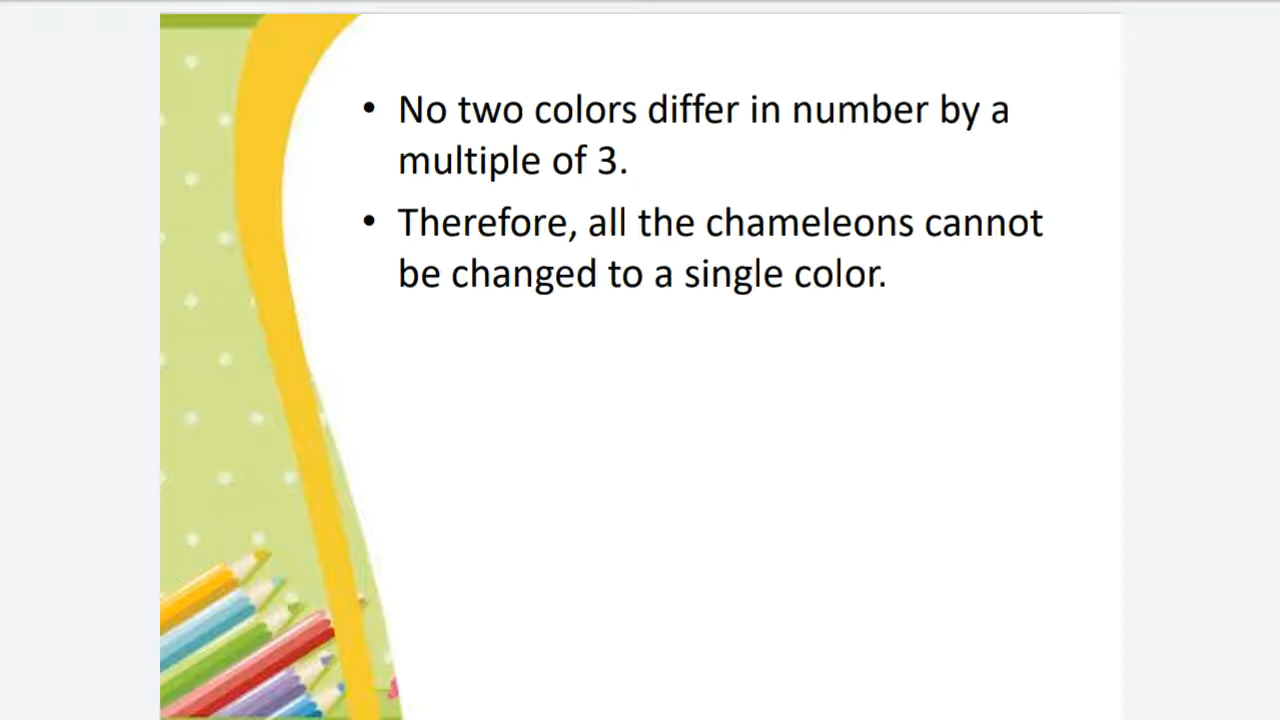 • No two colors differ in number by a
multiple of 3.
• Therefore, all the chameleons cannot
be changed to a single color.